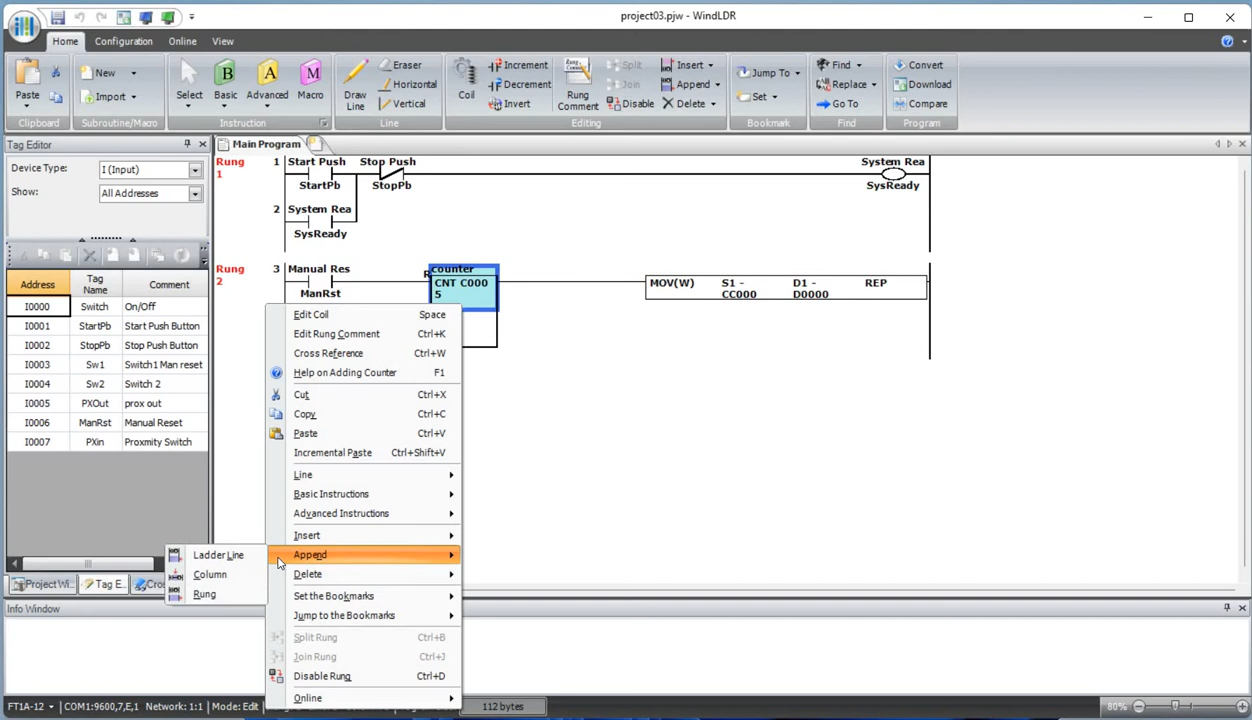 project03.pjw - WindLDR
Home
Configuration
Online
View
Paste
New
Import
Select
Basic
Advanced
Macro
Draw Line
Eraser
Horizontal
Vertical
Coil
Increment
Decrement
Invert
Rung Comment
Split
Join
Disable
Insert
Append
Delete
Jump To
Set
Find
Replace
Go To
Convert
Download
Compare
Clipboard
Subroutine/Macro
Instruction
Line
Editing
Bookmark
Find
Program
Tag Editor
Device Type:
I (Input)
Show:
All Addresses
Address Tag Name Comment
I0000 Switch On/Off
I0001 StartPb Start Push Button
I0002 StopPb Stop Push Button
I0003 Sw1 Switch1 Man reset
I0004 Sw2 Switch 2
I0005 PXOut prox out
I0006 ManRst Manual Reset
I0007 PXin Proxmity Switch
Project Wi...
Tag E...
Cro
Main Program
Rung 1
1
Start Push
StartPb
Stop Push
StopPb
System Rea
SysReady
2
System Rea
SysReady
Rung 2
3
Manual Res
ManRst
R
counter
CNT C000
5
MOV(W) S1 - D1 - REP
CC000 D0000
Edit Coil Space
Edit Rung Comment Ctrl+K
Cross Reference Ctrl+W
Help on Adding Counter F1
Cut Ctrl+X
Copy Ctrl+C
Paste Ctrl+V
Incremental Paste Ctrl+Shift+V
Line
Basic Instructions
Advanced Instructions
Insert
Append
Delete
Set the Bookmarks
Jump to the Bookmarks
Split Rung Ctrl+B
Join Rung Ctrl+J
Disable Rung Ctrl+D
Online
Ladder Line
Column
Rung
Info Window
FT1A-12
COM1:9600,7,E,1
Network: 1:1
Mode: Edit
112 bytes
80%